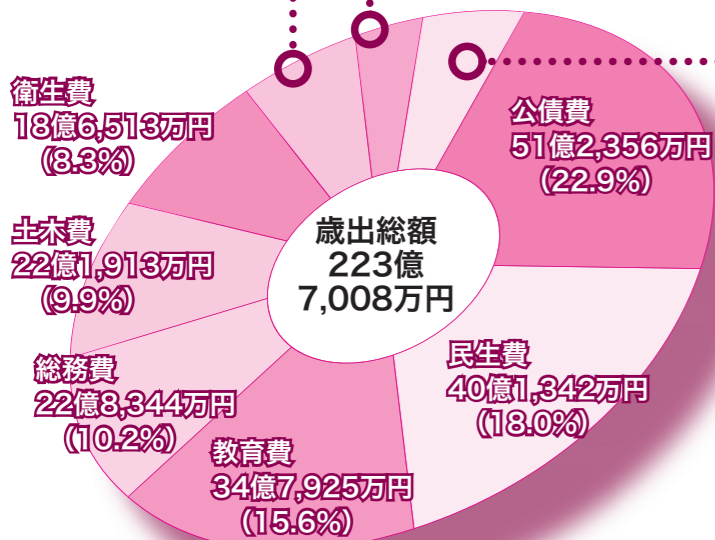 公債費
51億2,356万円
（22.9％）
民生費
40億1,342万円
（18.0％）
教育費
34億7,925万円
（15.6％）
総務費
22億8,344万円
（10.2％）
土木費
22億1,913万円
（9.9％）
衛生費
18億6,513万円
（8.3％）
歳出総額
223億
7,008万円